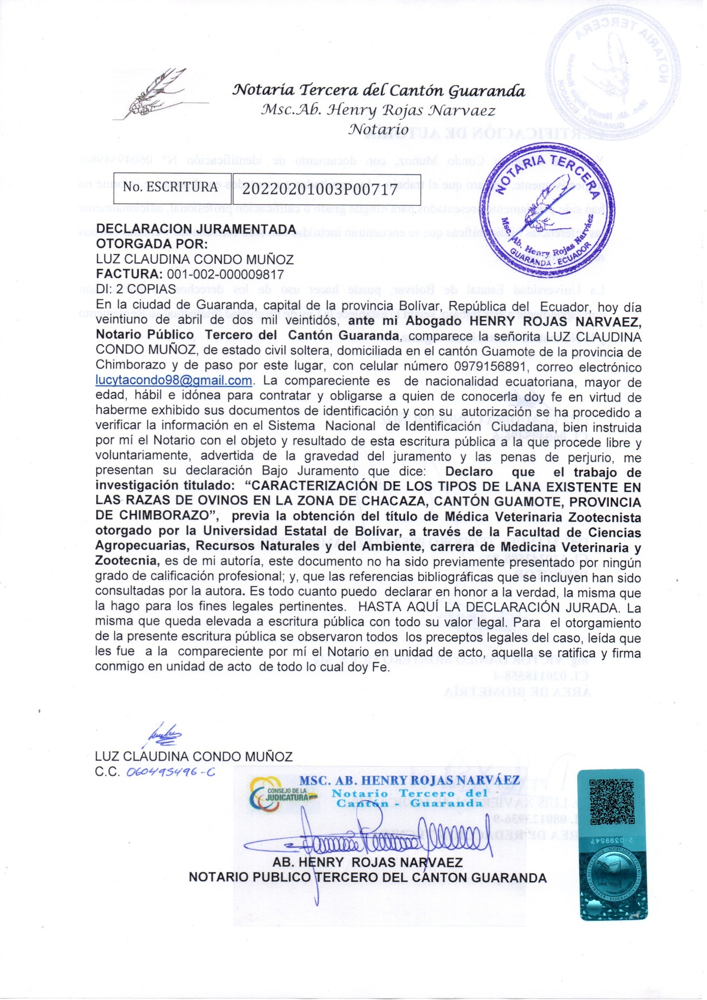 Notaría Tercera del Cantón Guaranda
Msc.Ab. Henry Rojas Narvaez
Notario
NOTARIA TERCERA
Msc. Ab. Henry Rojas Narváez
GUARANDA - ECUADOR
No. ESCRITURA 20220201003P00717
DECLARACION JURAMENTADA
OTORGADA POR:
LUZ CLAUDINA CONDO MUÑOZ
FACTURA: 001-002-000009817
DI: 2 COPIAS
En la ciudad de Guaranda, capital de la provincia Bolívar, República del Ecuador, hoy día
veintiuno de abril de dos mil veintidós, ante mi Abogado HENRY ROJAS NARVAEZ,
Notario Público Tercero del Cantón Guaranda, comparece la señorita LUZ CLAUDINA
CONDO MUÑOZ, de estado civil soltera, domiciliada en el cantón Guamote de la provincia de
Chimborazo y de paso por este lugar, con celular número 0979156891, correo electrónico
lucytacondo98@gmail.com. La compareciente es de nacionalidad ecuatoriana, mayor de
edad, hábil e idónea para contratar y obligarse a quien de conocerla doy fe en virtud de
haberme exhibido sus documentos de identificación y con su autorización se ha procedido a
verificar la información en el Sistema Nacional de Identificación Ciudadana, bien instruida
por mí el Notario con el objeto y resultado de esta escritura pública a la que procede libre y
voluntariamente, advertida de la gravedad del juramento y las penas de perjurio, me
presentan su declaración Bajo Juramento que dice: Declaro que el trabajo de
investigación titulado: “CARACTERIZACIÓN DE LOS TIPOS DE LANA EXISTENTE EN
LAS RAZAS DE OVINOS EN LA ZONA DE CHACAZA, CANTÓN GUAMOTE, PROVINCIA
DE CHIMBORAZO”, previa la obtención del título de Médica Veterinaria Zootecnista
otorgado por la Universidad Estatal de Bolívar, a través de la Facultad de Ciencias
Agropecuarias, Recursos Naturales y del Ambiente, carrera de Medicina Veterinaria y
Zootecnia, es de mi autoría, este documento no ha sido previamente presentado por ningún
grado de calificación profesional; y, que las referencias bibliográficas que se incluyen han sido
consultadas por la autora. Es todo cuanto puedo declarar en honor a la verdad, la misma que
la hago para los fines legales pertinentes. HASTA AQUÍ LA DECLARACIÓN JURADA. La
misma que queda elevada a escritura pública con todo su valor legal. Para el otorgamiento
de la presente escritura pública se observaron todos los preceptos legales del caso, leída que
les fue a la compareciente por mí el Notario en unidad de acto, aquella se ratifica y firma
conmigo en unidad de acto de todo lo cual doy Fe.
LUZ CLAUDINA CONDO MUÑOZ
C.C. 060495496-C
CONSEJO DE LA
JUDICATURA
MSC. AB. HENRY ROJAS NARVÁEZ
Notario Tercero del
Cantón - Guaranda
AB. HENRY ROJAS NARVAEZ
NOTARIO PUBLICO TERCERO DEL CANTON GUARANDA
2-0399547